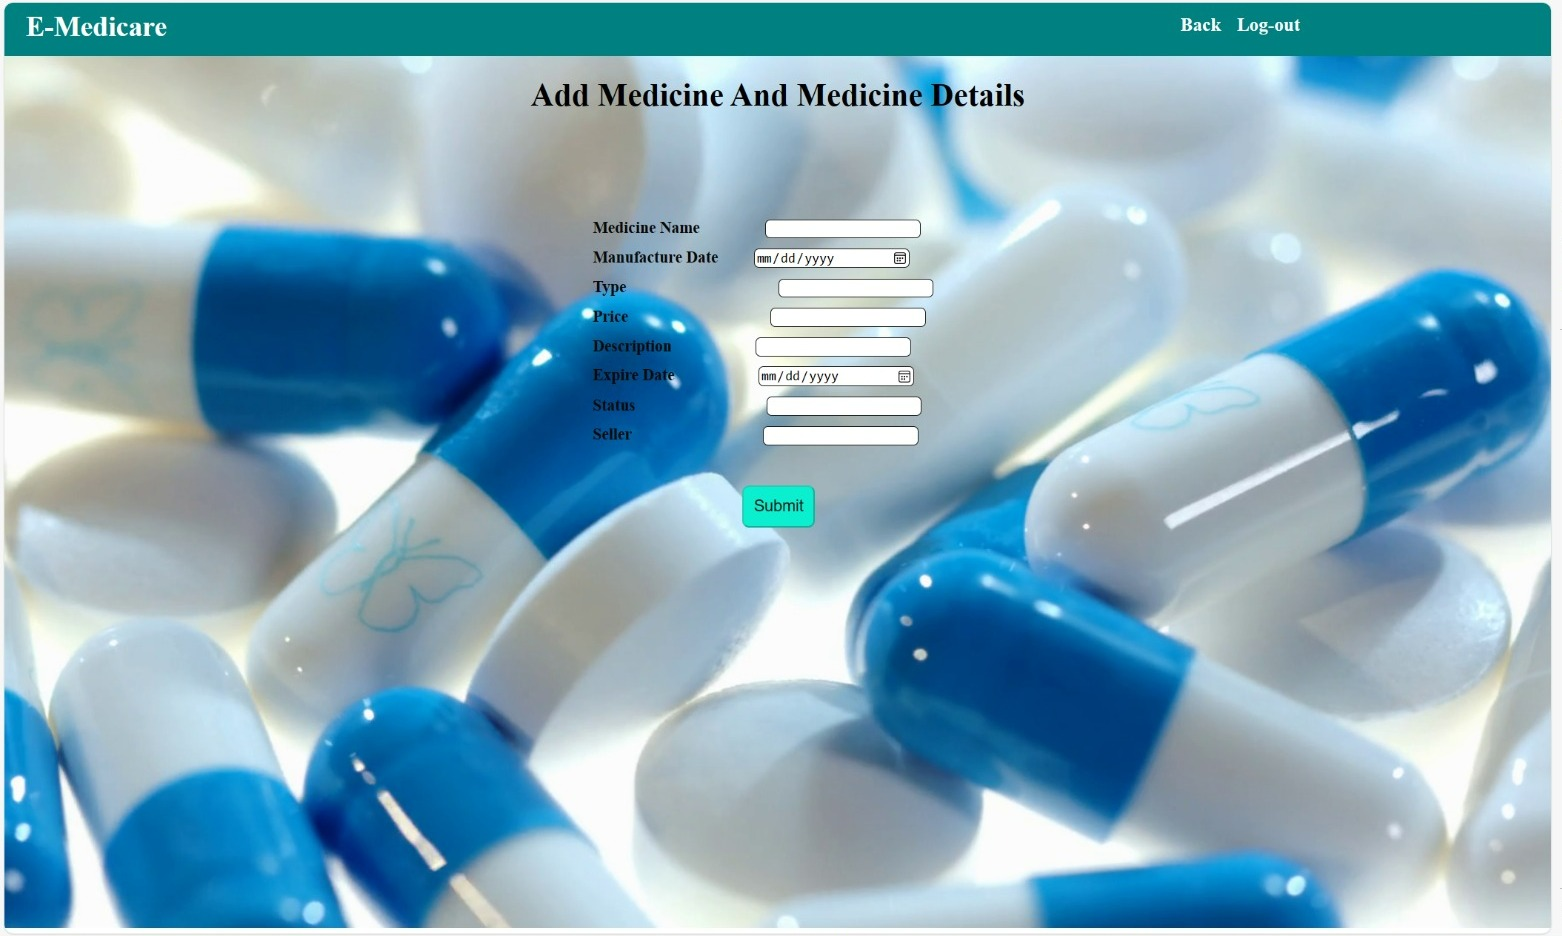 E-Medicare Back Log-out
Add Medicine And Medicine Details
Medicine Name
Manufacture Date mm/dd/yyyy
Type
Price
Description
Expire Date mm/dd/yyyy
Status
Seller
Submit